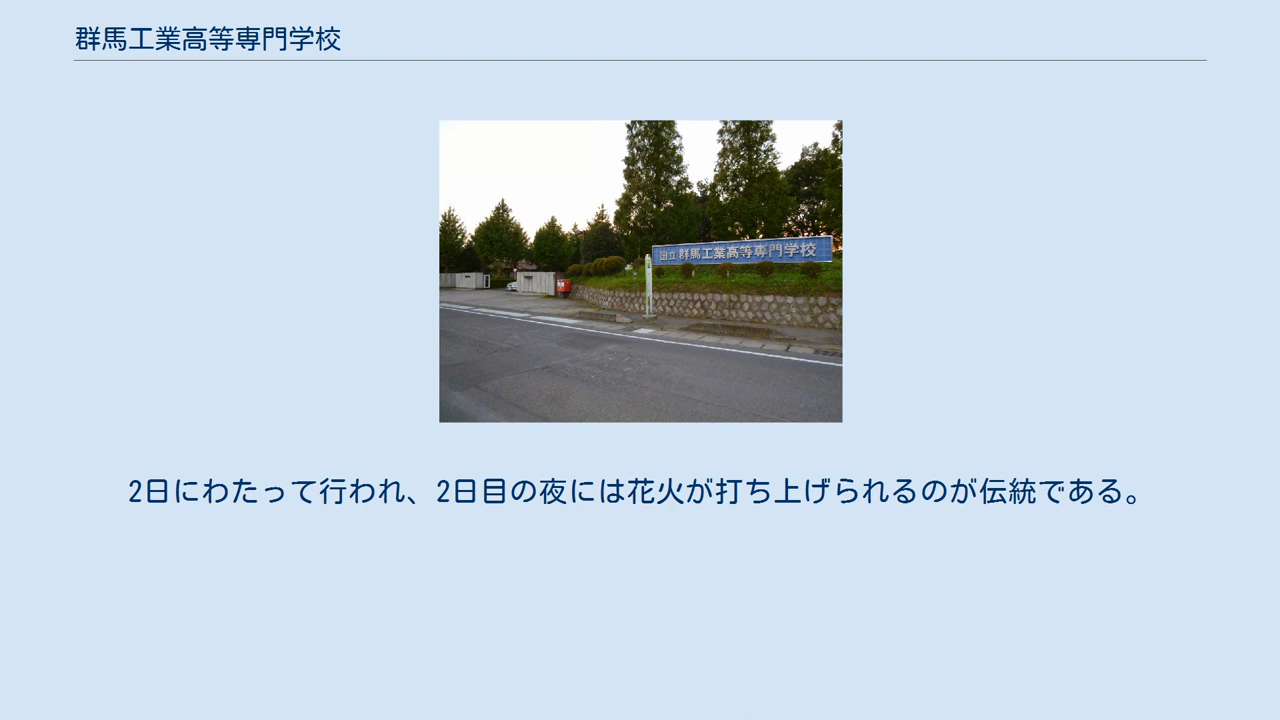 群馬工業高等専門学校
国立 群馬工業高等専門学校
2日にわたって行われ、2日目の夜には花火が打ち上げられるのが伝統である。